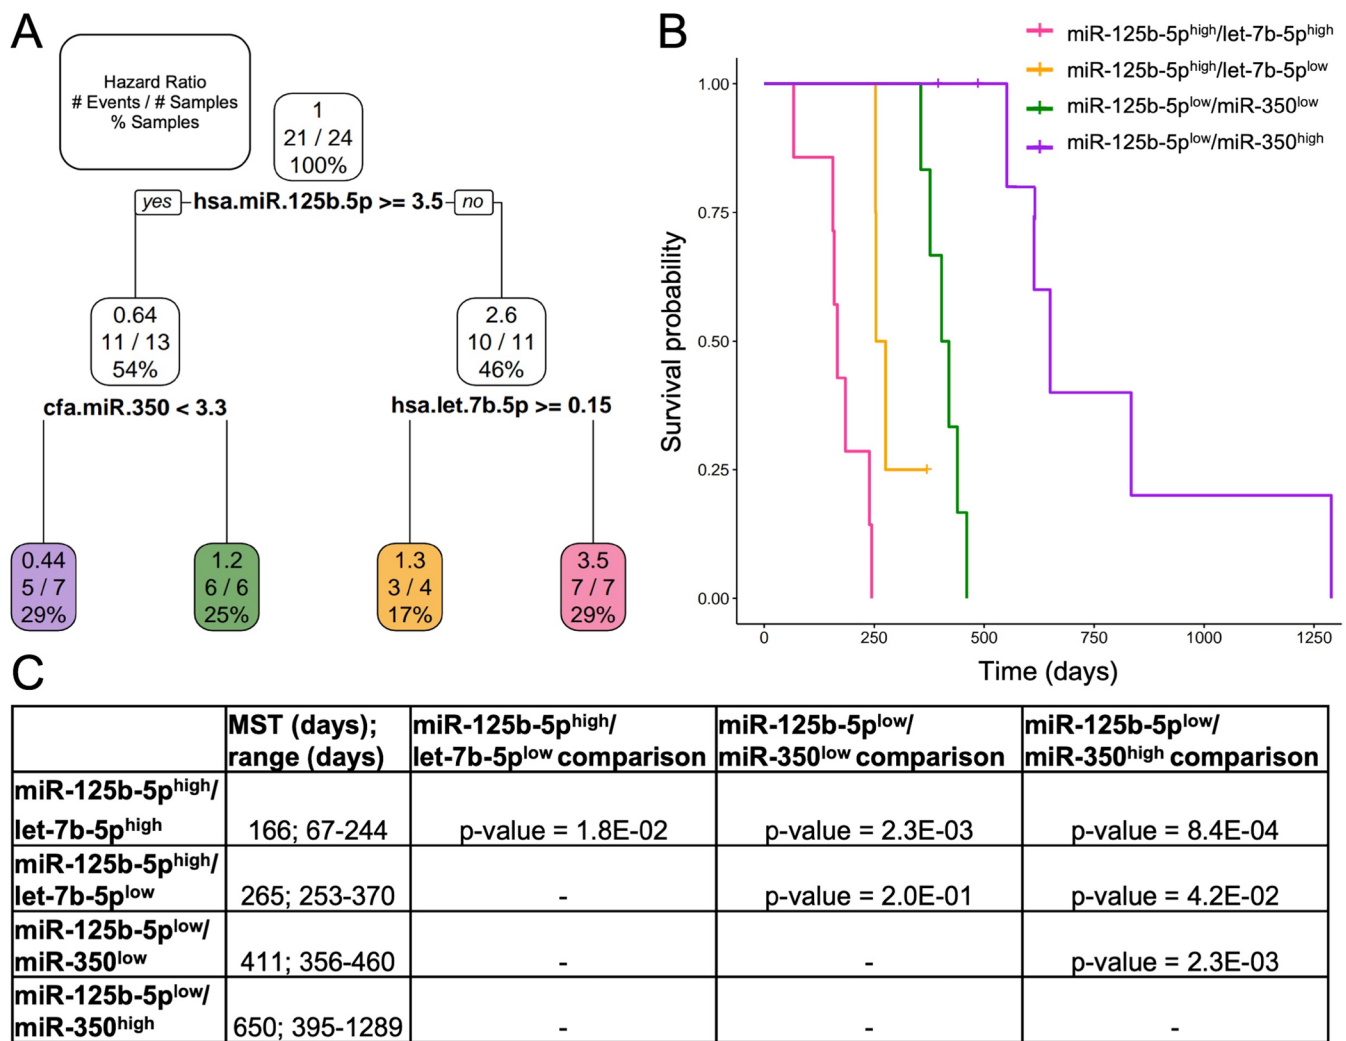 A
Hazard Ratio
# Events / # Samples
% Samples
1
21 / 24
100%
yes
hsa.miR.125b.5p >= 3.5
no
0.64
11 / 13
54%
2.6
10 / 11
46%
cfa.miR.350 < 3.3
hsa.let.7b.5p >= 0.15
0.44
5 / 7
29%
1.2
6 / 6
25%
1.3
3 / 4
17%
3.5
7 / 7
29%
B
miR-125b-5phigh/let-7b-5phigh
miR-125b-5phigh/let-7b-5plow
miR-125b-5plow/miR-350low
miR-125b-5plow/miR-350high
Survival probability
1.00
0.75
0.50
0.25
0.00
0 250 500 750 1000 1250
Time (days)
C
MST (days);
range (days)
miR-125b-5phigh/
let-7b-5plow comparison
miR-125b-5plow/
miR-350low comparison
miR-125b-5plow/
miR-350high comparison
miR-125b-5phigh/
let-7b-5phigh
166; 67-244
p-value = 1.8E-02
p-value = 2.3E-03
p-value = 8.4E-04
miR-125b-5phigh/
let-7b-5plow
265; 253-370
-
p-value = 2.0E-01
p-value = 4.2E-02
miR-125b-5plow/
miR-350low
411; 356-460
-
-
p-value = 2.3E-03
miR-125b-5plow/
miR-350high
650; 395-1289
-
-
-